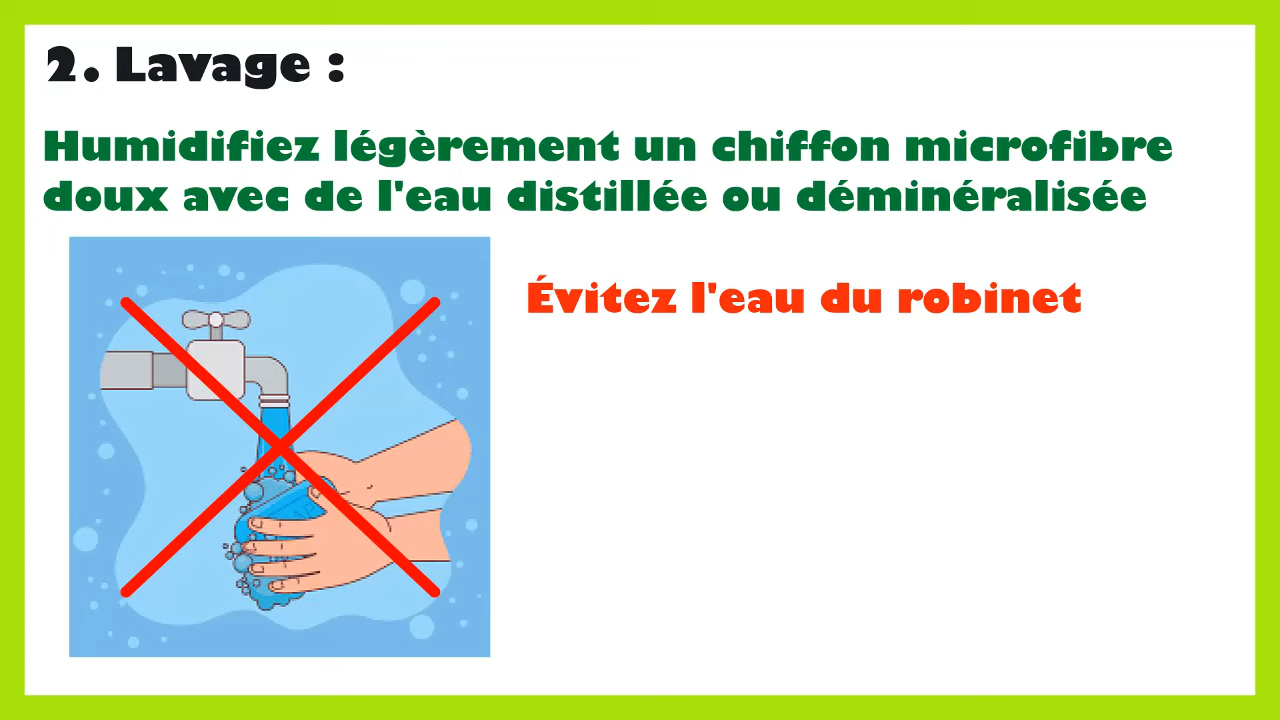 2. Lavage :
Humidifiez légèrement un chiffon microfibre
doux avec de l'eau distillée ou déminéralisée
Évitez l'eau du robinet